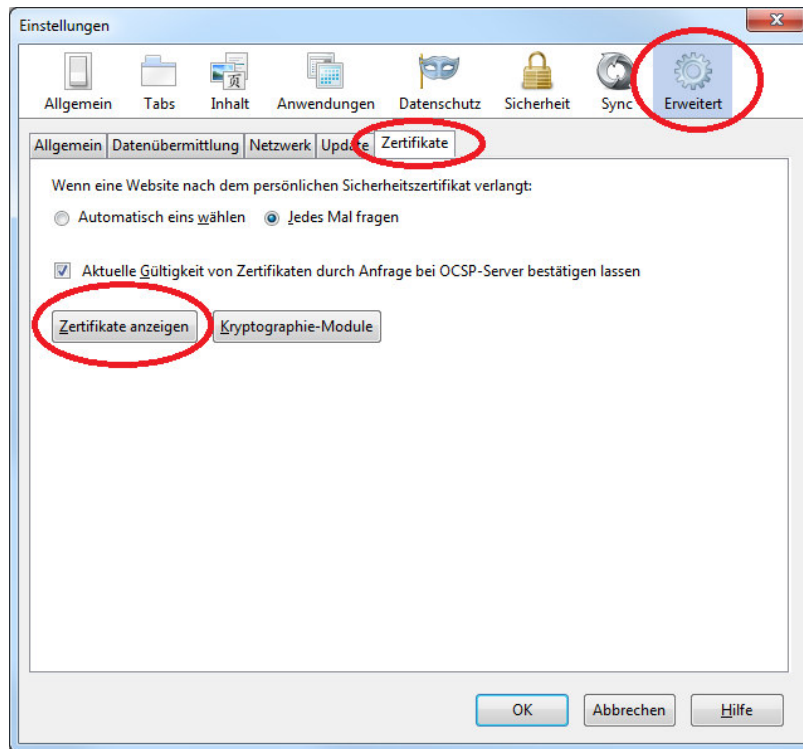 Einstellungen
Allgemein Tabs Inhalt Anwendungen Datenschutz Sicherheit Sync Erweitert
Allgemein Datenübermittlung Netzwerk Update Zertifikate
Wenn eine Website nach dem persönlichen Sicherheitszertifikat verlangt:
Automatisch eins wählen Jedes Mal fragen
Aktuelle Gültigkeit von Zertifikaten durch Anfrage bei OCSP-Server bestätigen lassen
Zertifikate anzeigen Kryptographie-Module
OK Abbrechen Hilfe